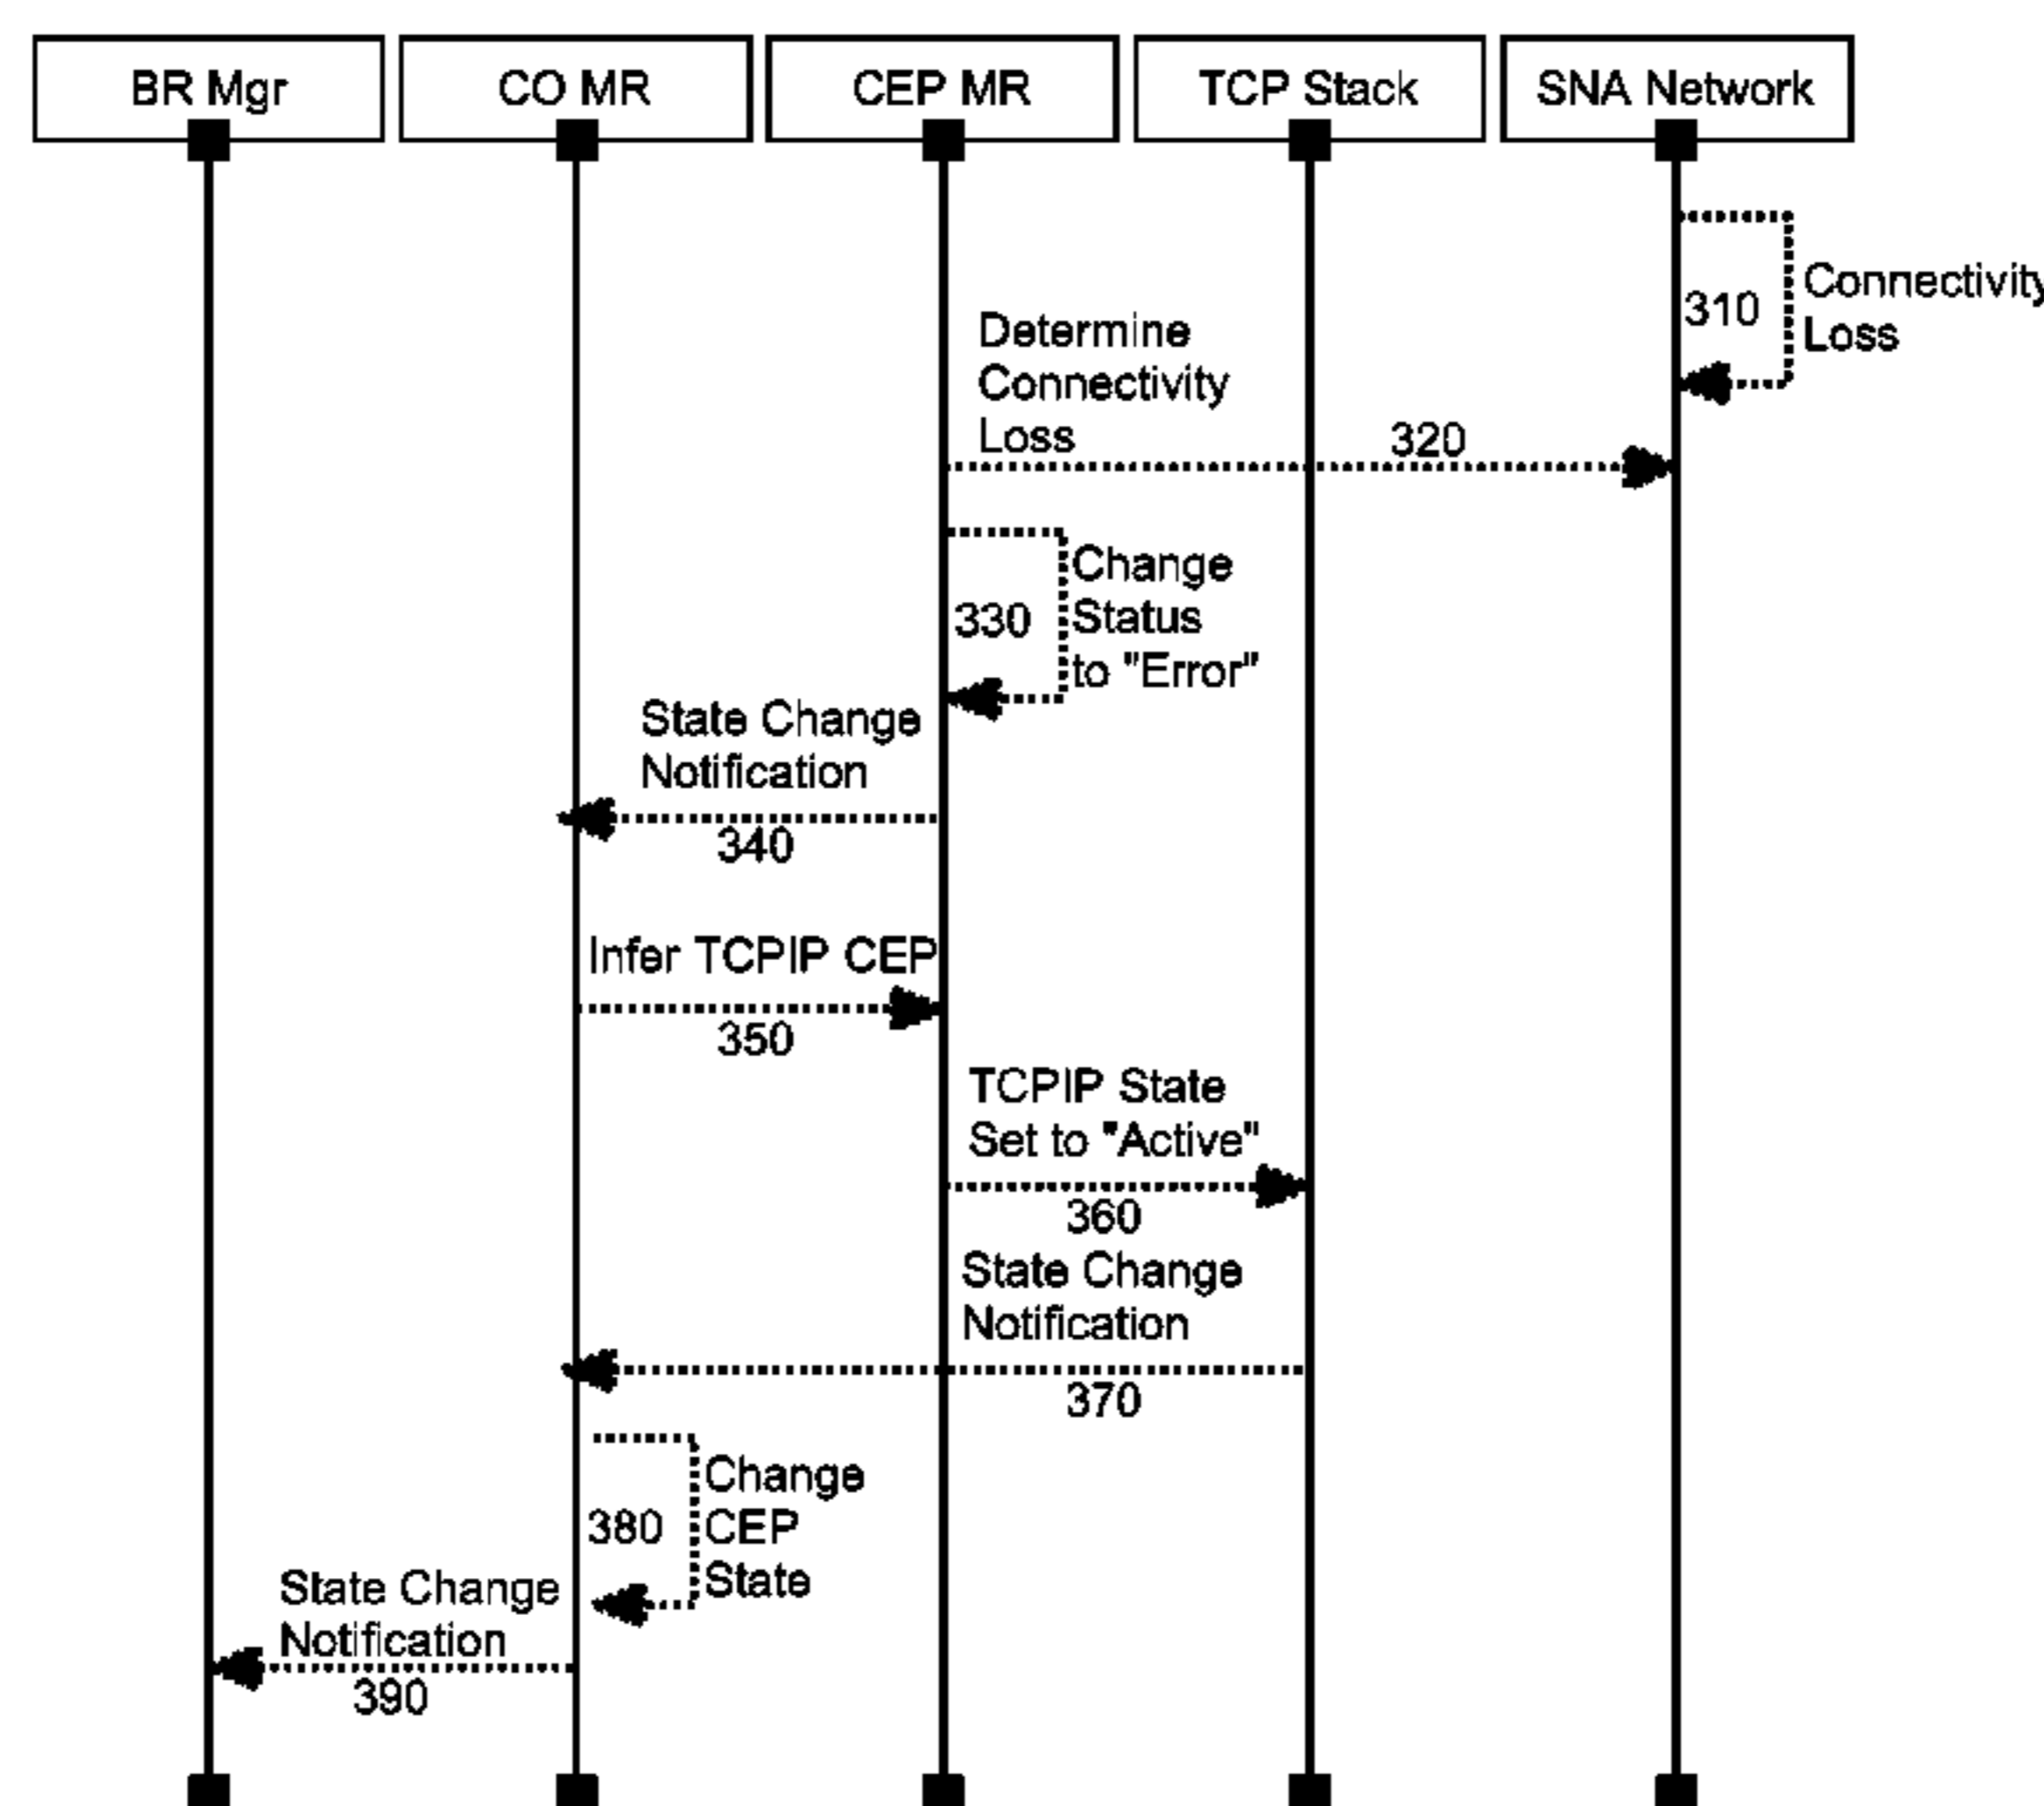 BR Mgr
CO MR
CEP MR
TCP Stack
SNA Network
Connectivity
Loss
310
Determine
Connectivity
Loss
320
Change
Status
to "Error"
330
State Change
Notification
340
Infer TCPIP CEP
350
TCPIP State
Set to "Active"
360
State Change
Notification
370
Change
CEP
State
380
State Change
Notification
390